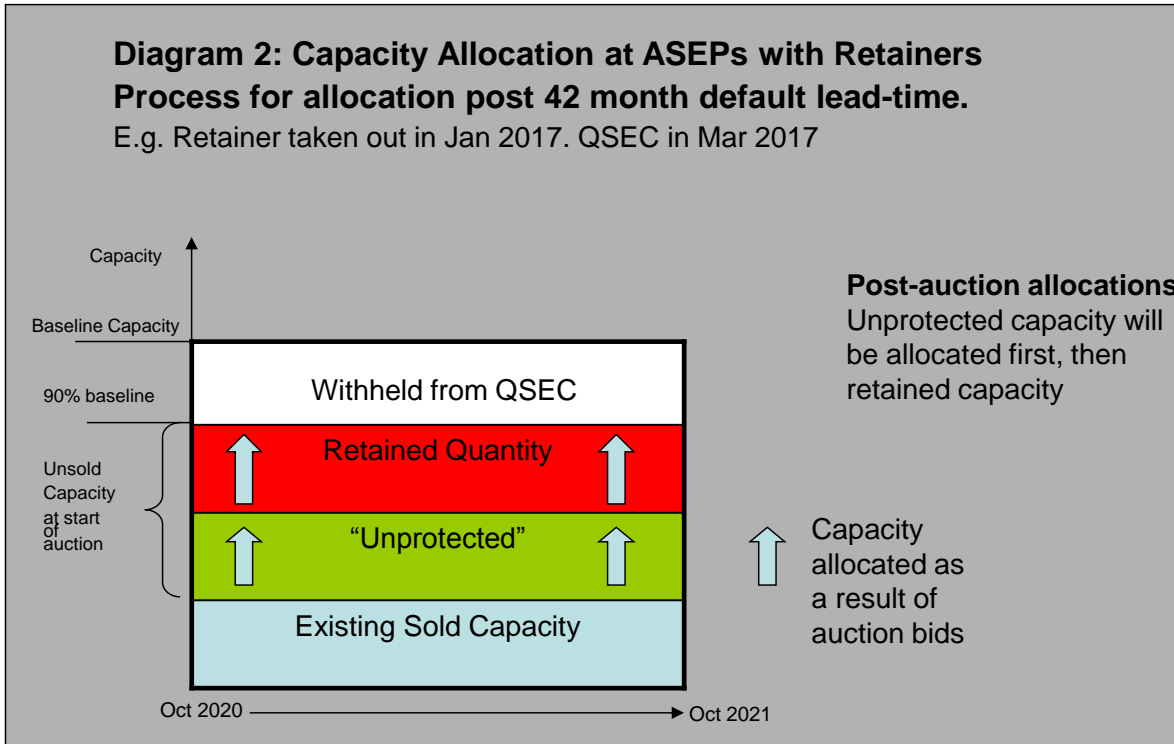 Diagram 2: Capacity Allocation at ASEPs with Retainers
Process for allocation post 42 month default lead-time.
E.g. Retainer taken out in Jan 2017. QSEC in Mar 2017
Capacity
Baseline Capacity
90% baseline
Unsold
Capacity
at start
of
auction
Withheld from QSEC
Retained Quantity
“Unprotected”
Existing Sold Capacity
Oct 2020
Oct 2021
Post-auction allocations
Unprotected capacity will
be allocated first, then
retained capacity
Capacity
allocated as
a result of
auction bids